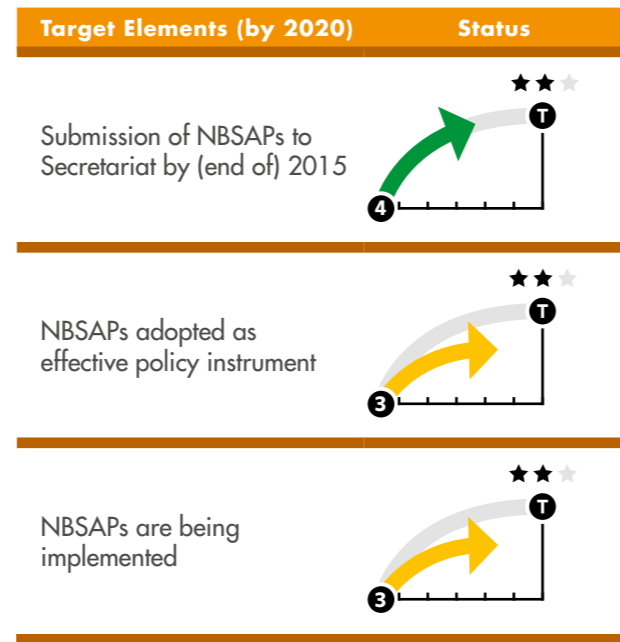 Target Elements (by 2020) Status
Submission of NBSAPs to
Secretariat by (end of) 2015
T
4
NBSAPs adopted as
effective policy instrument
T
3
NBSAPs are being
implemented
T
3